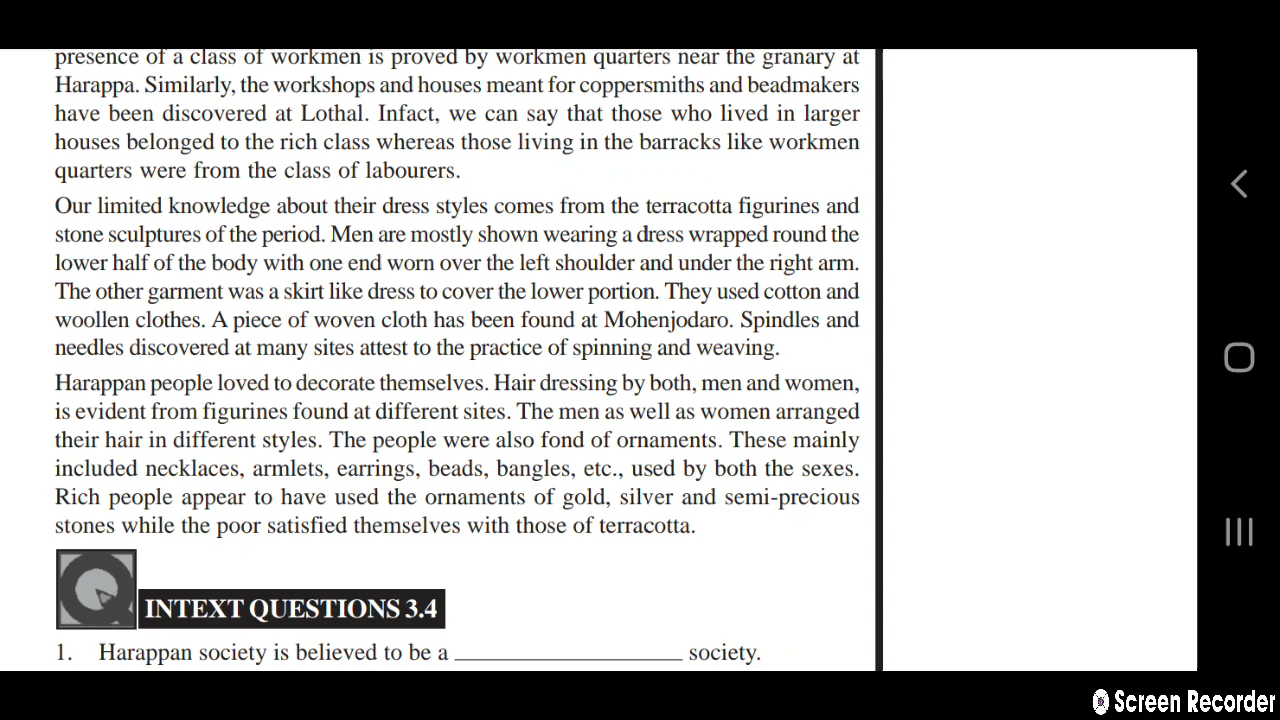 presence of a class of workmen is proved by workmen quarters near the granary at
Harappa. Similarly, the workshops and houses meant for coppersmiths and beadmakers
have been discovered at Lothal. Infact, we can say that those who lived in larger
houses belonged to the rich class whereas those living in the barracks like workmen
quarters were from the class of labourers.
Our limited knowledge about their dress styles comes from the terracotta figurines and
stone sculptures of the period. Men are mostly shown wearing a dress wrapped round the
lower half of the body with one end worn over the left shoulder and under the right arm.
The other garment was a skirt like dress to cover the lower portion. They used cotton and
woollen clothes. A piece of woven cloth has been found at Mohenjodaro. Spindles and
needles discovered at many sites attest to the practice of spinning and weaving.
Harappan people loved to decorate themselves. Hair dressing by both, men and women,
is evident from figurines found at different sites. The men as well as women arranged
their hair in different styles. The people were also fond of ornaments. These mainly
included necklaces, armlets, earrings, beads, bangles, etc., used by both the sexes.
Rich people appear to have used the ornaments of gold, silver and semi-precious
stones while the poor satisfied themselves with those of terracotta.
INTEXT QUESTIONS 3.4
1. Harappan society is believed to be a ____________________ society.
Screen Recorder